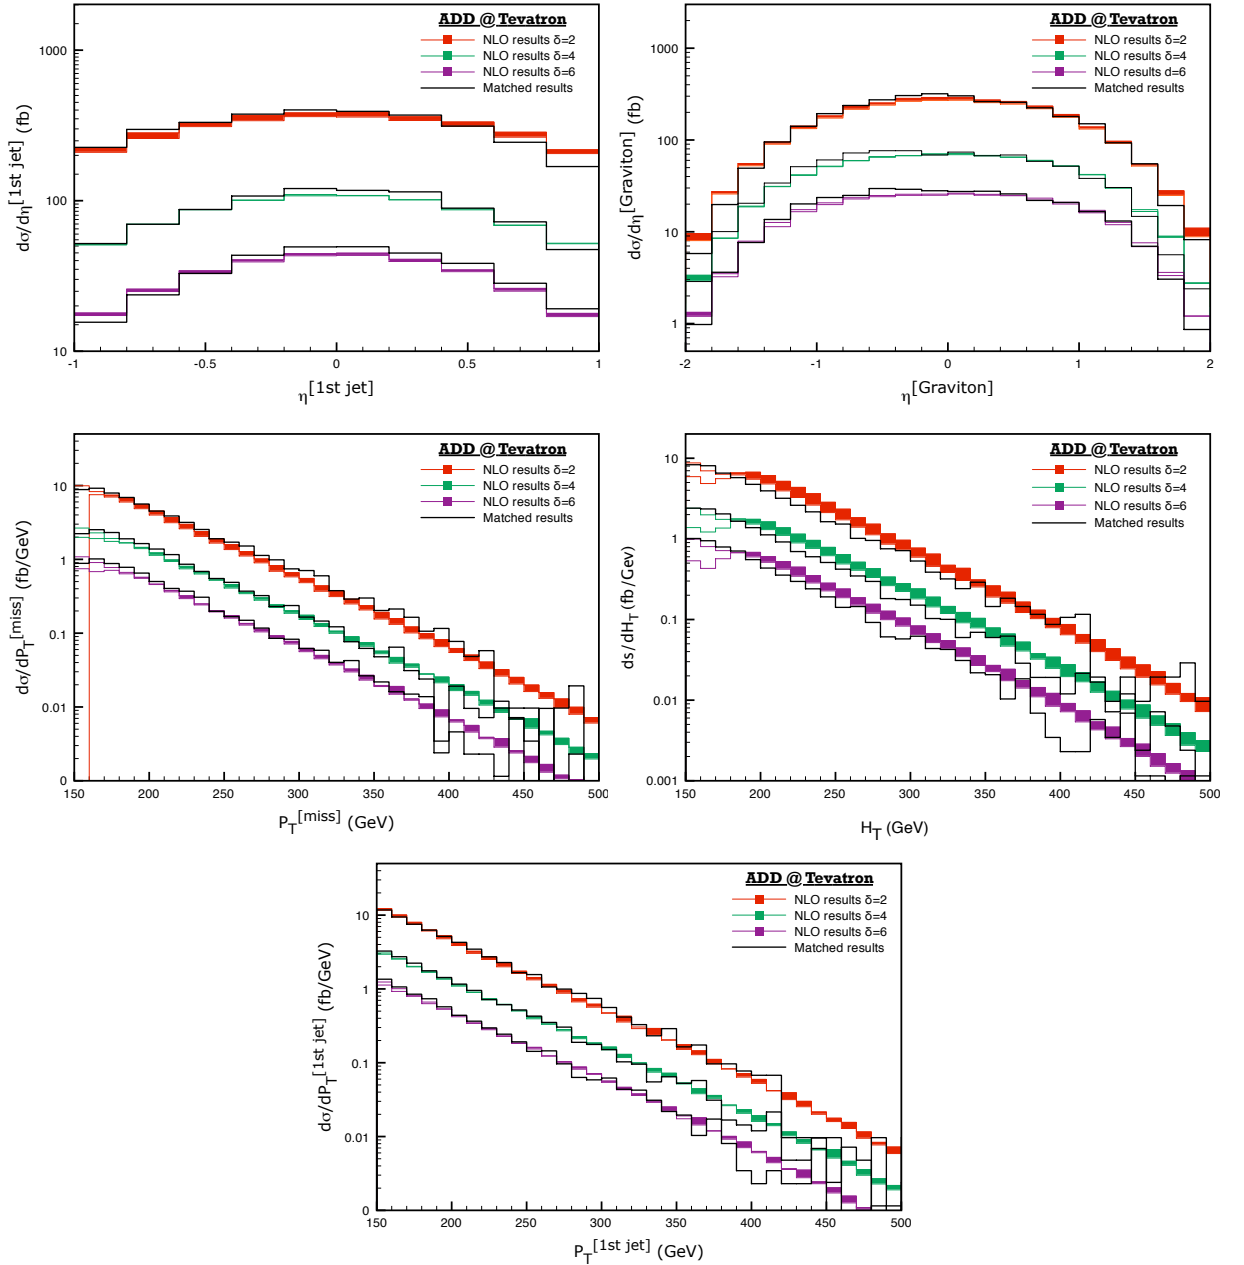 ADD @ Tevatron
NLO results δ=2
NLO results δ=4
NLO results δ=6
Matched results
1000
100
10
dσ/dη[1st jet] (fb)
-1
-0.5
0
0.5
1
η[1st jet]
ADD @ Tevatron
NLO results δ=2
NLO results δ=4
NLO results d=6
Matched results
1000
100
10
1
dσ/dη[Graviton] (fb)
-2
-1
0
1
2
η[Graviton]
ADD @ Tevatron
NLO results δ=2
NLO results δ=4
NLO results δ=6
Matched results
10
1
0.1
0.01
0
dσ/dPT[miss] (fb/GeV)
150
200
250
300
350
400
450
500
PT[miss] (GeV)
ADD @ Tevatron
NLO results δ=2
NLO results δ=4
NLO results δ=6
Matched results
10
1
0.1
0.01
0.001
ds/dHT (fb/Gev)
150
200
250
300
350
400
450
500
HT (GeV)
ADD @ Tevatron
NLO results δ=2
NLO results δ=4
NLO results δ=6
Matched results
10
1
0.1
0.01
0
dσ/dPT[1st jet] (fb/GeV)
150
200
250
300
350
400
450
500
PT[1st jet] (GeV)